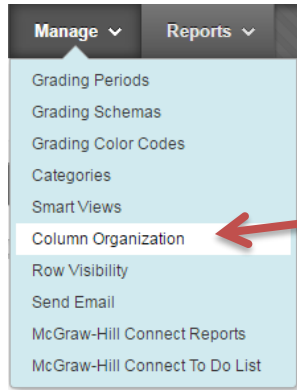 Manage Reports
Grading Periods
Grading Schemas
Grading Color Codes
Categories
Smart Views
Column Organization
Row Visibility
Send Email
McGraw-Hill Connect Reports
McGraw-Hill Connect To Do List